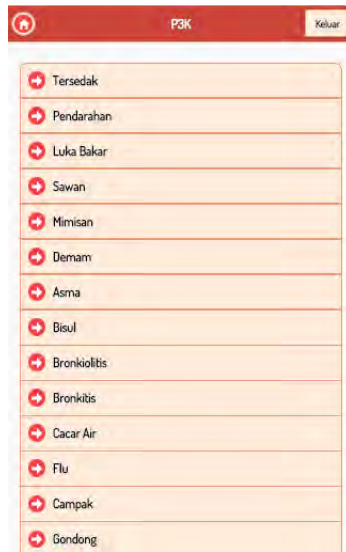 P3K
Keluar
Tersedak
Pendarahan
Luka Bakar
Sawan
Mimisan
Demam
Asma
Bisul
Bronkiolitis
Bronkitis
Cacar Air
Flu
Campak
Gondong